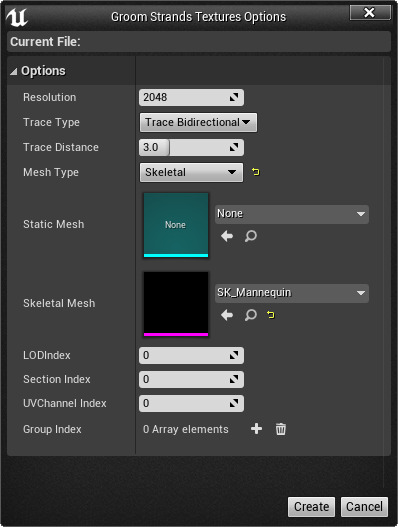 Groom Strands Textures Options
Current File:
Options
Resolution 2048
Trace Type Trace Bidirectional
Trace Distance 3.0
Mesh Type Skeletal
Static Mesh None None
Skeletal Mesh SK_Mannequin
LODIndex 0
Section Index 0
UVChannel Index 0
Group Index 0 Array elements
Create Cancel